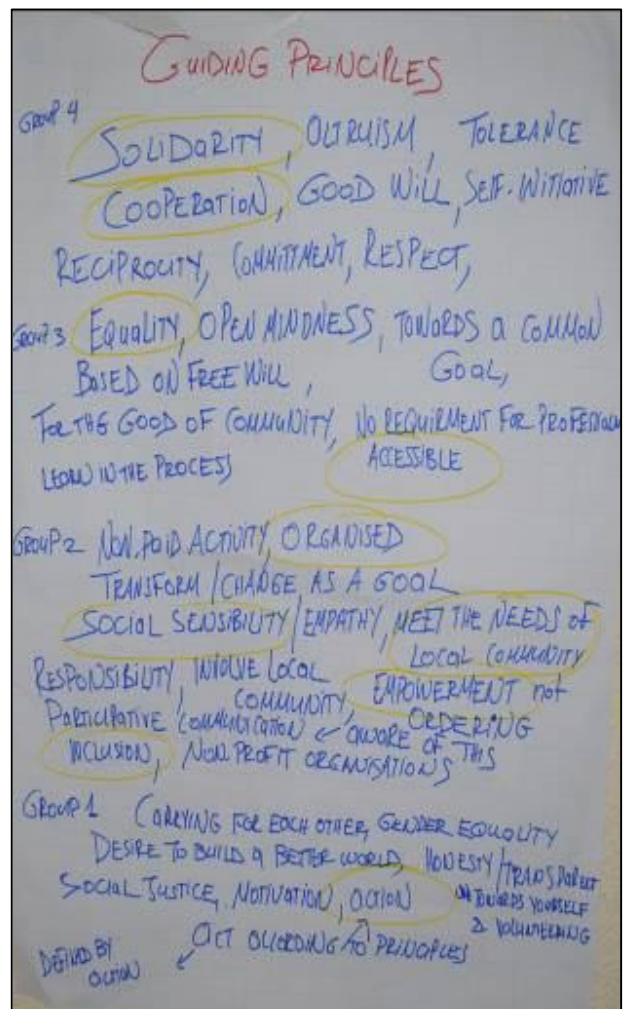 GUIDING PRINCIPLES
GROUP 4
SOLIDARITY, OLTRUISM, TOLERANCE
COOPERATION, GOOD WILL, SELF-INITIATIVE
RECIPROCITY, COMMITTMENT, RESPECT,
GROUP 3 EQUALITY, OPEN MINDNESS, TOWARDS A COMMON
BASED ON FREE WILL, GOAL,
FOR THE GOOD OF COMMUNITY, NO REQUIRMENT FOR
LEARN IN THE PROCESS ACCESSIBLE
GROUP 2 NON-PAID ACTIVITY, ORGANISED
TRANSFORM/CHANGE AS A GOAL
SOCIAL SENSIBILITY/EMPATHY, MEET THE NEEDS OF
LOCAL COMMUNITY
RESPONSIBILITY, INVOLVE LOCAL
COMMUNITY, EMPOWERMENT not
ORDERING
PARTICIPATIVE COMMUNICATION ← AWARE OF THIS
INCLUSION, NON PROFIT ORGANISATIONS
GROUP 1 CARRYING FOR EACH OTHER, GENDER EQUALITY
DESIRE TO BUILD A BETTER WORLD, HONESTY/TRANSPARENT
SOCIAL JUSTICE, MOTIVATION, ACTION TOWARDS YOURSELF
& VOLUNTEERING
ACT ACCORDING TO PRINCIPLES
DEFINED BY
ACTION